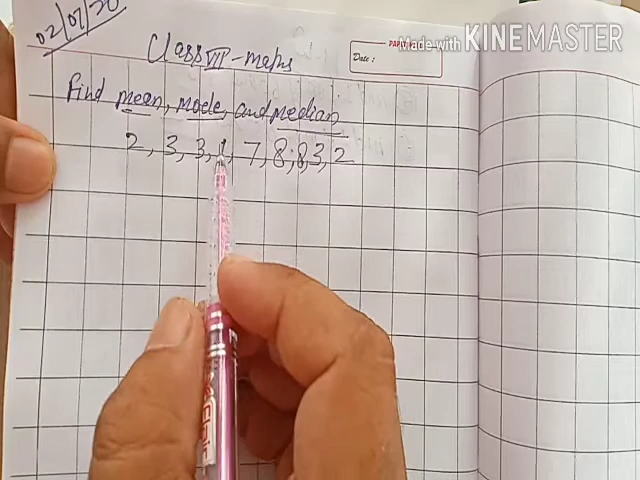 02/07/20
Class VII - maths
Made with KINEMASTER
Date :
Find mean, mode, and median
2, 3, 3, 1, 7, 8, 8, 3, 2